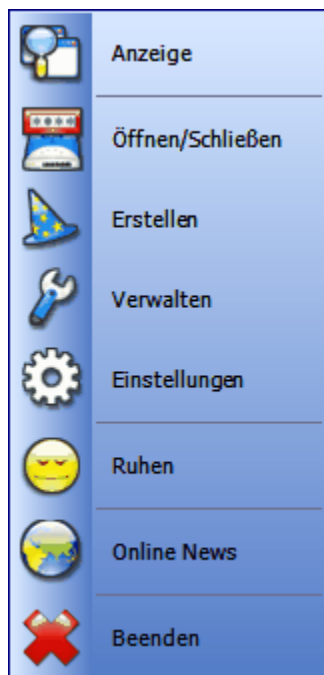 Anzeige
Öffnen/Schließen
Erstellen
Verwalten
Einstellungen
Ruhen
Online News
Beenden